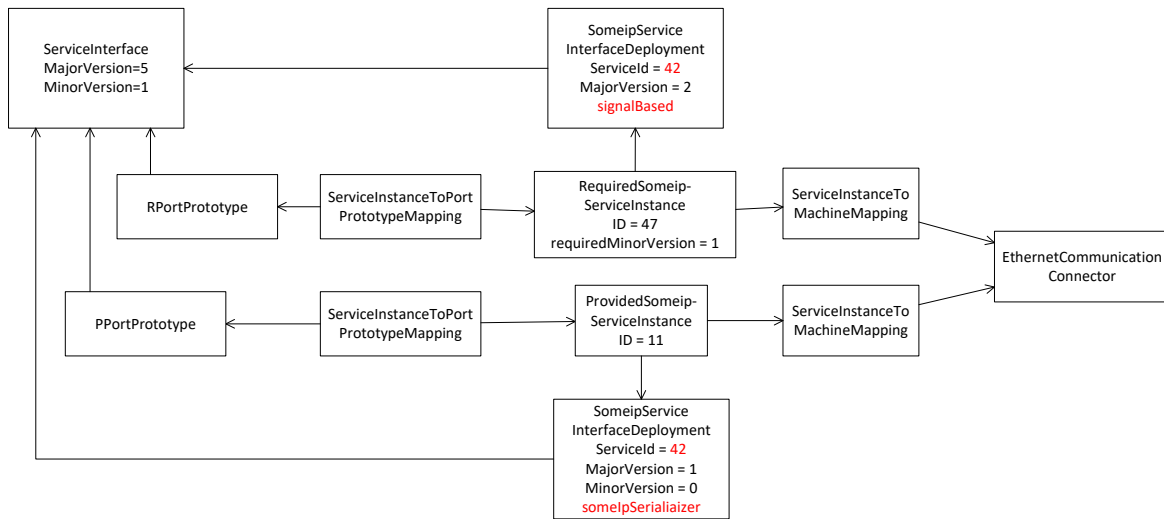 ServiceInterface
MajorVersion=5
MinorVersion=1
SomeipService
InterfaceDeployment
ServiceId = 42
MajorVersion = 2
signalBased
RPortPrototype
ServiceInstanceToPort
PrototypeMapping
RequiredSomeip-
ServiceInstance
ID = 47
requiredMinorVersion = 1
ServiceInstanceTo
MachineMapping
EthernetCommunication
Connector
PPortPrototype
ServiceInstanceToPort
PrototypeMapping
ProvidedSomeip-
ServiceInstance
ID = 11
ServiceInstanceTo
MachineMapping
SomeipService
InterfaceDeployment
ServiceId = 42
MajorVersion = 1
MinorVersion = 0
someIpSerialiaizer